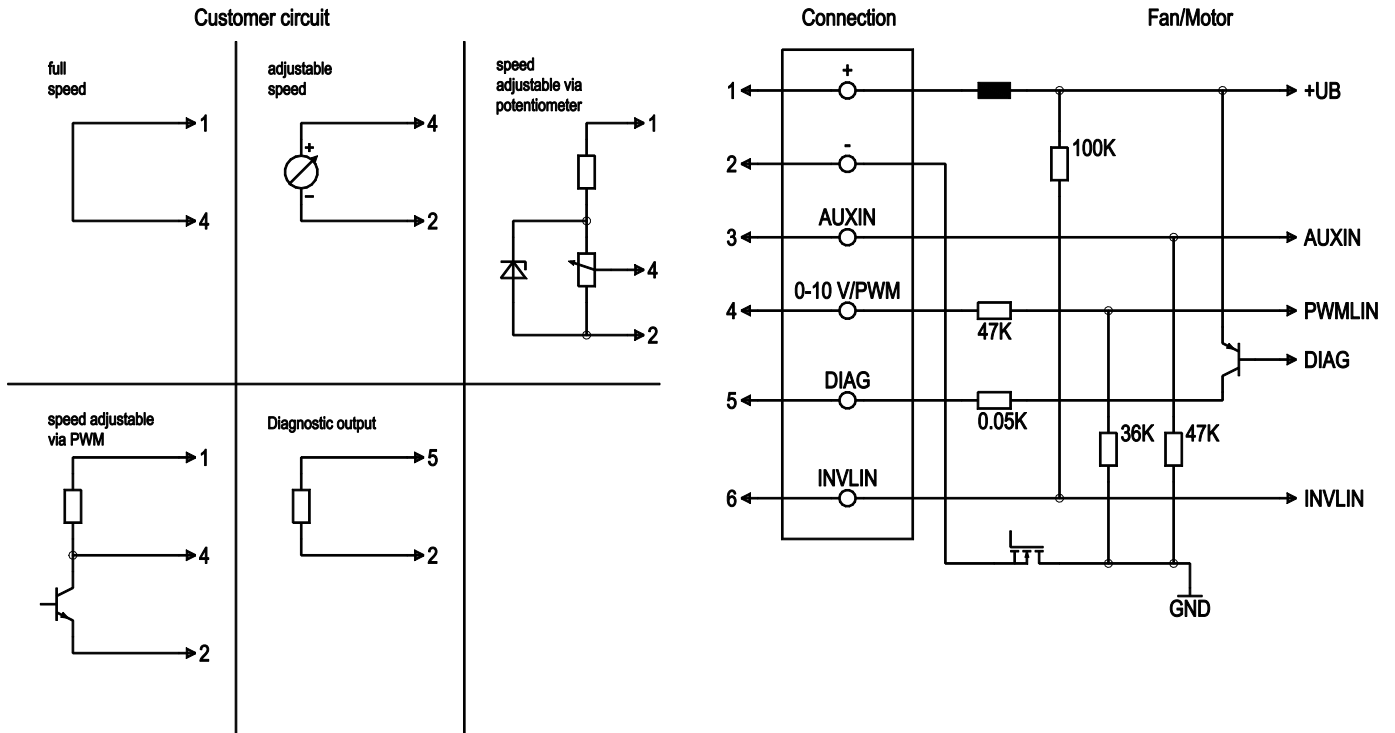 Customer circuit
full
speed
1
4
adjustable
speed
4
+
–
2
speed
adjustable via
potentiometer
1
4
2
speed adjustable
via PWM
1
4
2
Diagnostic output
5
2
Connection
Fan/Motor
1
+
+UB
100K
2
-
3
AUXIN
AUXIN
4
0-10 V/PWM
47K
PWMLIN
DIAG
5
DIAG
0.05K
36K
47K
6
INVLIN
INVLIN
GND